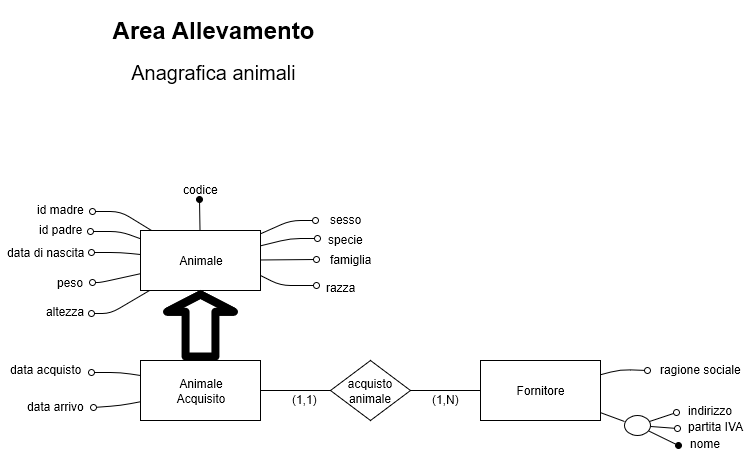 Area Allevamento
Anagrafica animali
codice
id madre
id padre
data di nascita
peso
altezza
Animale
sesso
specie
famiglia
razza
data acquisto
data arrivo
Animale
Acquisito
(1,1)
acquisto
animale
(1,N)
Fornitore
ragione sociale
indirizzo
partita IVA
nome